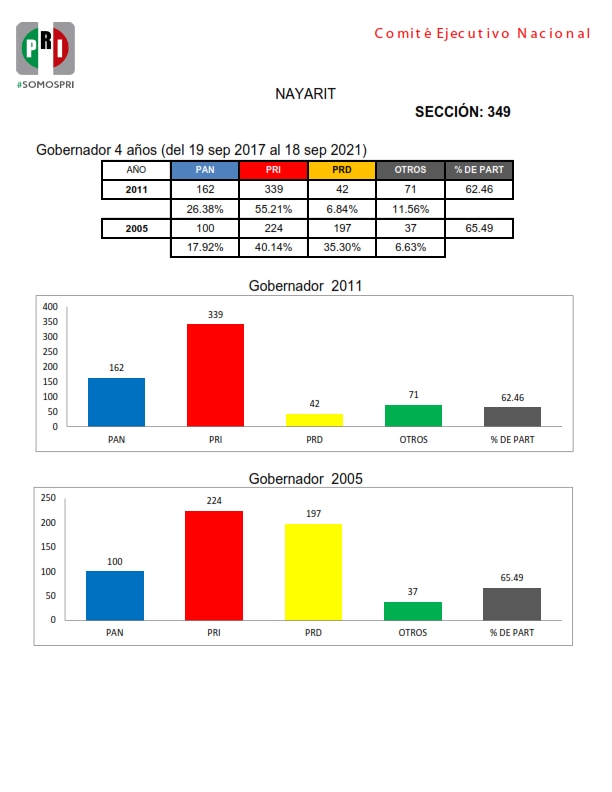 PRI
#SOMOSPRI
Comité Ejecutivo Nacional
NAYARIT
SECCIÓN: 349
Gobernador 4 años (del 19 sep 2017 al 18 sep 2021)
AÑO PAN PRI PRD OTROS % DE PART
2011 162 339 42 71 62.46
26.38% 55.21% 6.84% 11.56%
2005 100 224 197 37 65.49
17.92% 40.14% 35.30% 6.63%
Gobernador 2011
400
350
300
250
200
150
100
50
0
162 339 42 71 62.46
PAN PRI PRD OTROS % DE PART
Gobernador 2005
250
200
150
100
50
0
100 224 197 37 65.49
PAN PRI PRD OTROS % DE PART